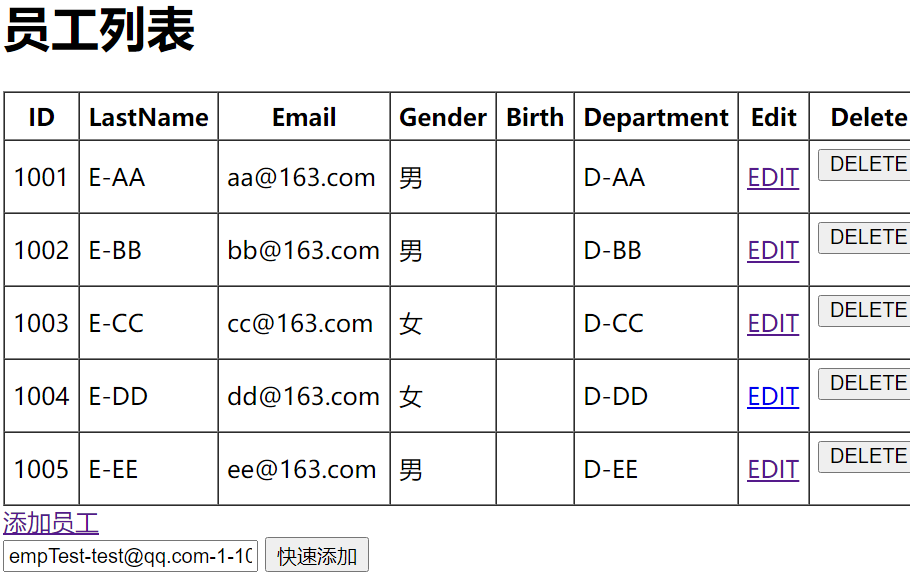 员工列表
ID LastName Email Gender Birth Department Edit Delete
1001 E-AA aa@163.com 男 D-AA EDIT DELETE
1002 E-BB bb@163.com 男 D-BB EDIT DELETE
1003 E-CC cc@163.com 女 D-CC EDIT DELETE
1004 E-DD dd@163.com 女 D-DD EDIT DELETE
1005 E-EE ee@163.com 男 D-EE EDIT DELETE
添加员工
empTest-test@qq.com-1-10 快速添加